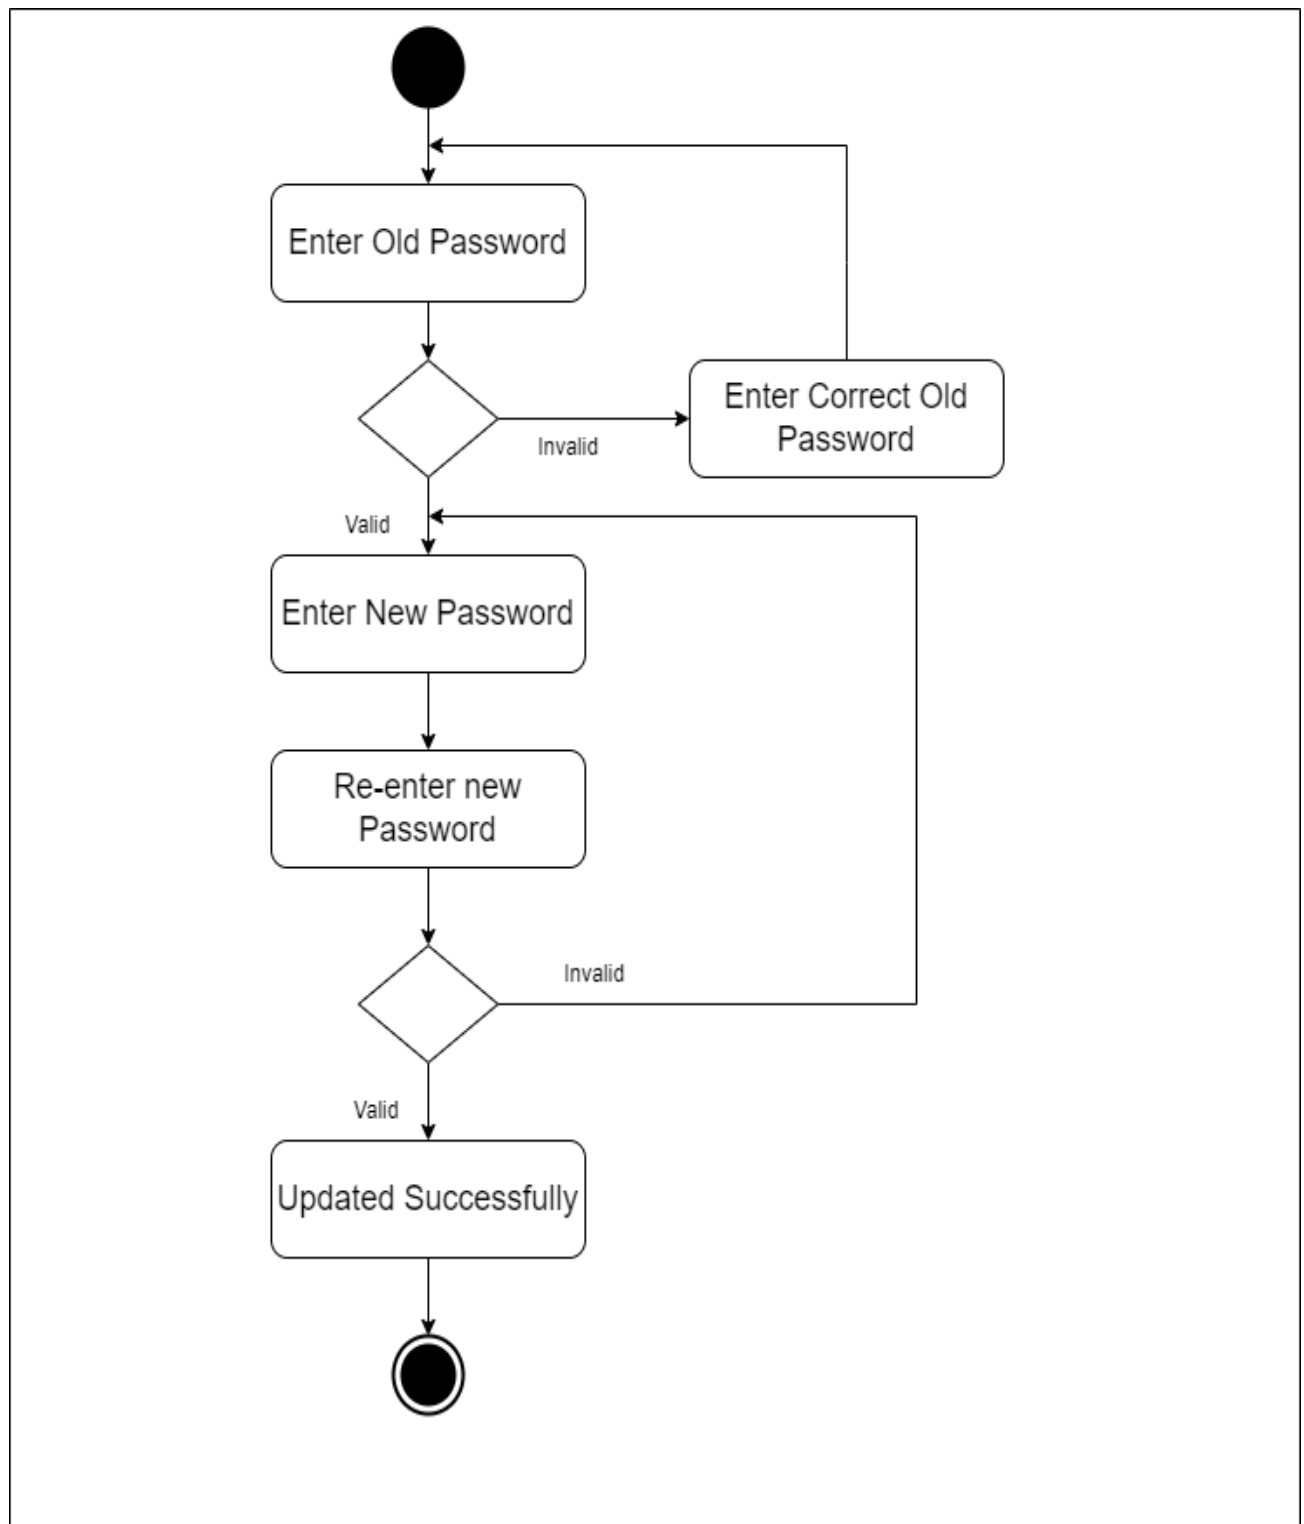 Enter Old Password
Enter Correct Old
Password
Invalid
Valid
Enter New Password
Re-enter new
Password
Invalid
Valid
Updated Successfully